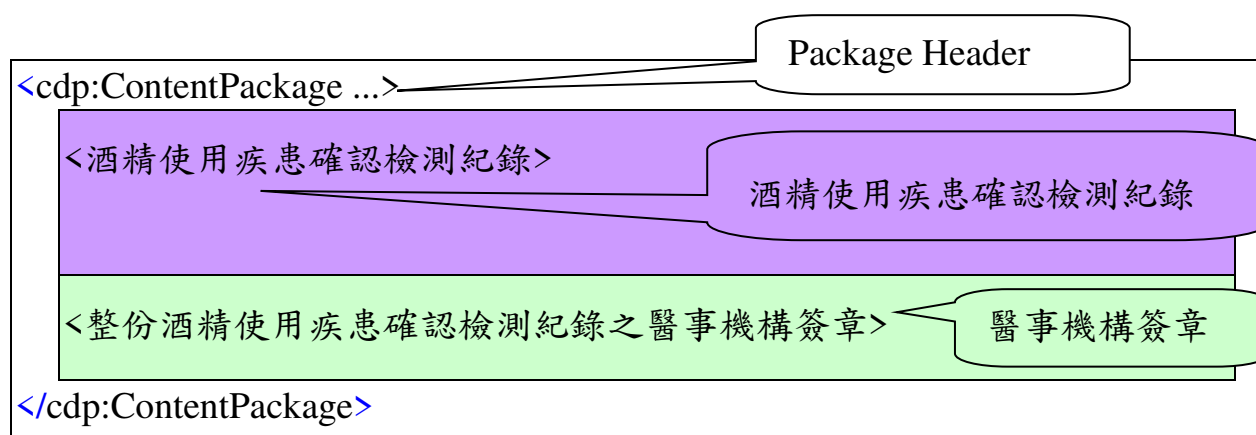 Package Header
<cdp:ContentPackage ...>
<酒精使用疾患確認檢測紀錄>
酒精使用疾患確認檢測紀錄
<整份酒精使用疾患確認檢測紀錄之醫事機構簽章>
醫事機構簽章
</cdp:ContentPackage>